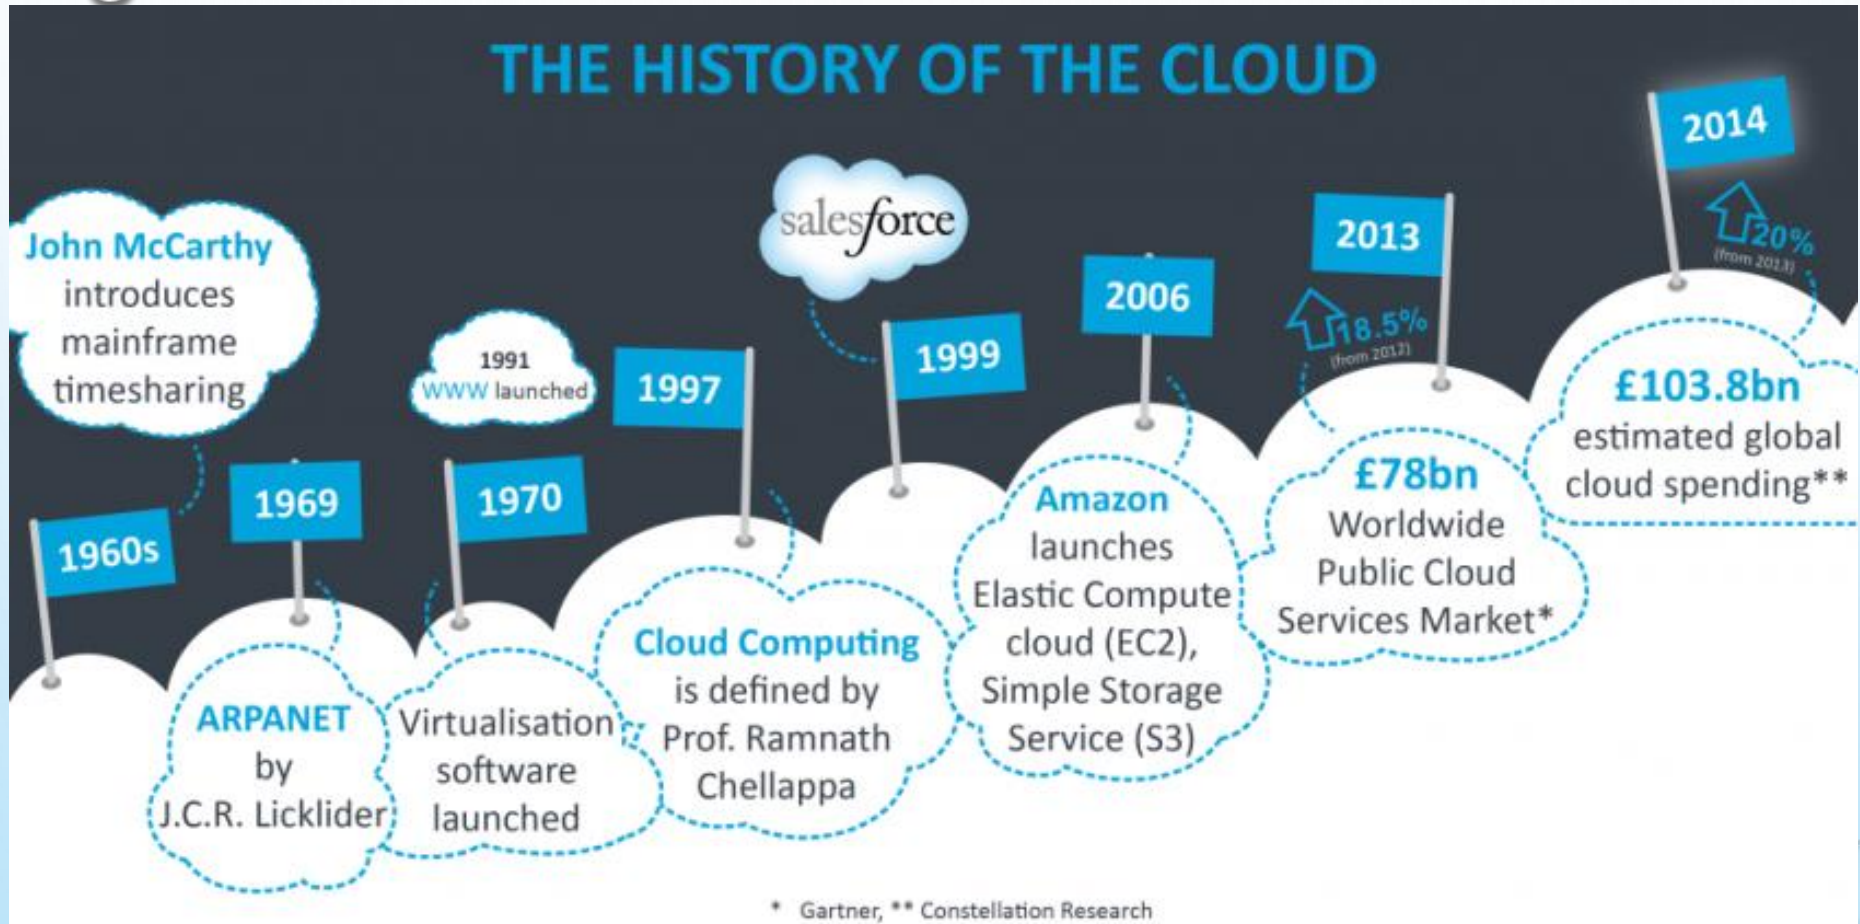 THE HISTORY OF THE CLOUD
1960s
John McCarthy
introduces
mainframe
timesharing
1969
ARPANET
by
J.C.R. Licklider
1970
Virtualisation
software
launched
1991
WWW launched
1997
Cloud Computing
is defined by
Prof. Ramnath
Chellappa
1999
salesforce
2006
Amazon
launches
Elastic Compute
cloud (EC2),
Simple Storage
Service (S3)
2013
18.5%
(from 2012)
£78bn
Worldwide
Public Cloud
Services Market*
2014
20%
(from 2013)
£103.8bn
estimated global
cloud spending**
* Gartner, ** Constellation Research